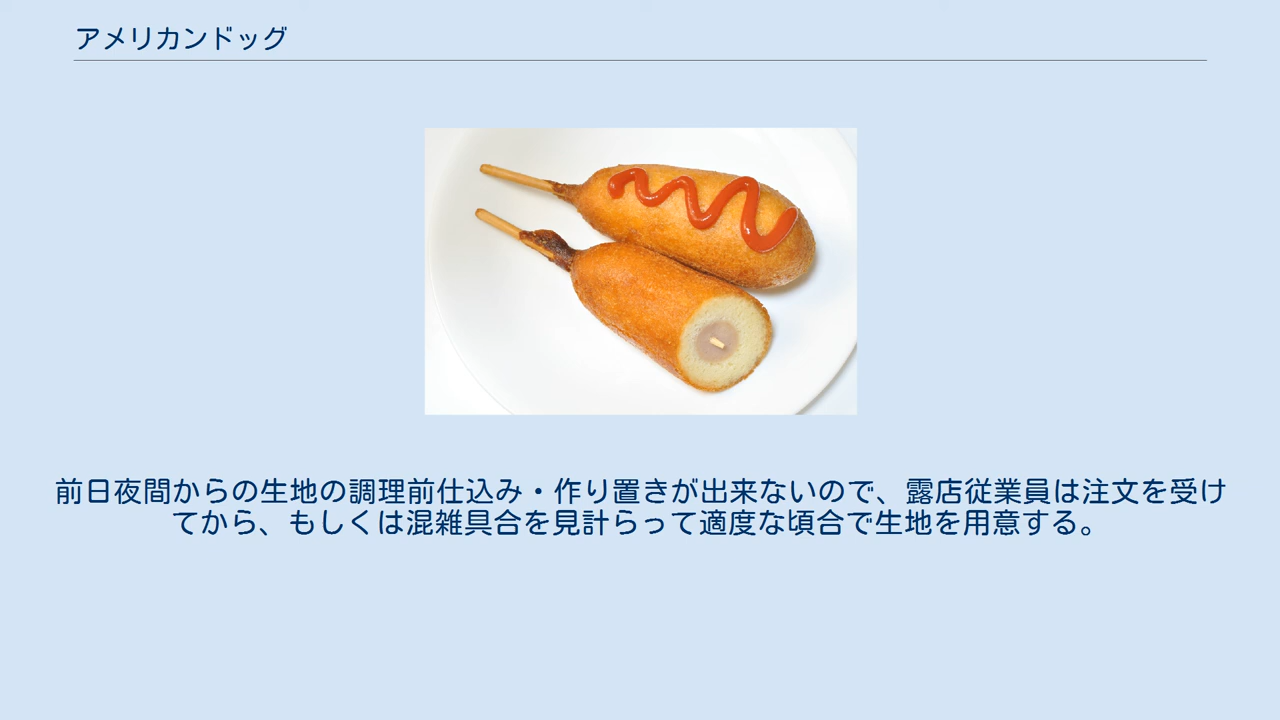 アメリカンドッグ
前日夜間からの生地の調理前仕込み・作り置きが出来ないので、露店従業員は注文を受け
てから、もしくは混雑具合を見計らって適度な頃合で生地を用意する。